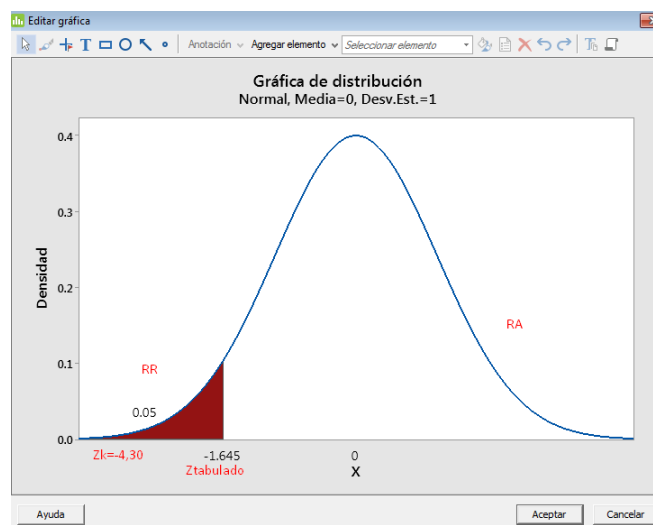 Editar gráfica
T Anotación Agregar elemento Seleccionar elemento
Gráfica de distribución
Normal, Media=0, Desv.Est.=1
Densidad
0.4
0.3
0.2
0.1
0.0
RR
RA
0.05
Zk=-4,30
-1.645
0
Ztabulado
X
Ayuda
Aceptar
Cancelar